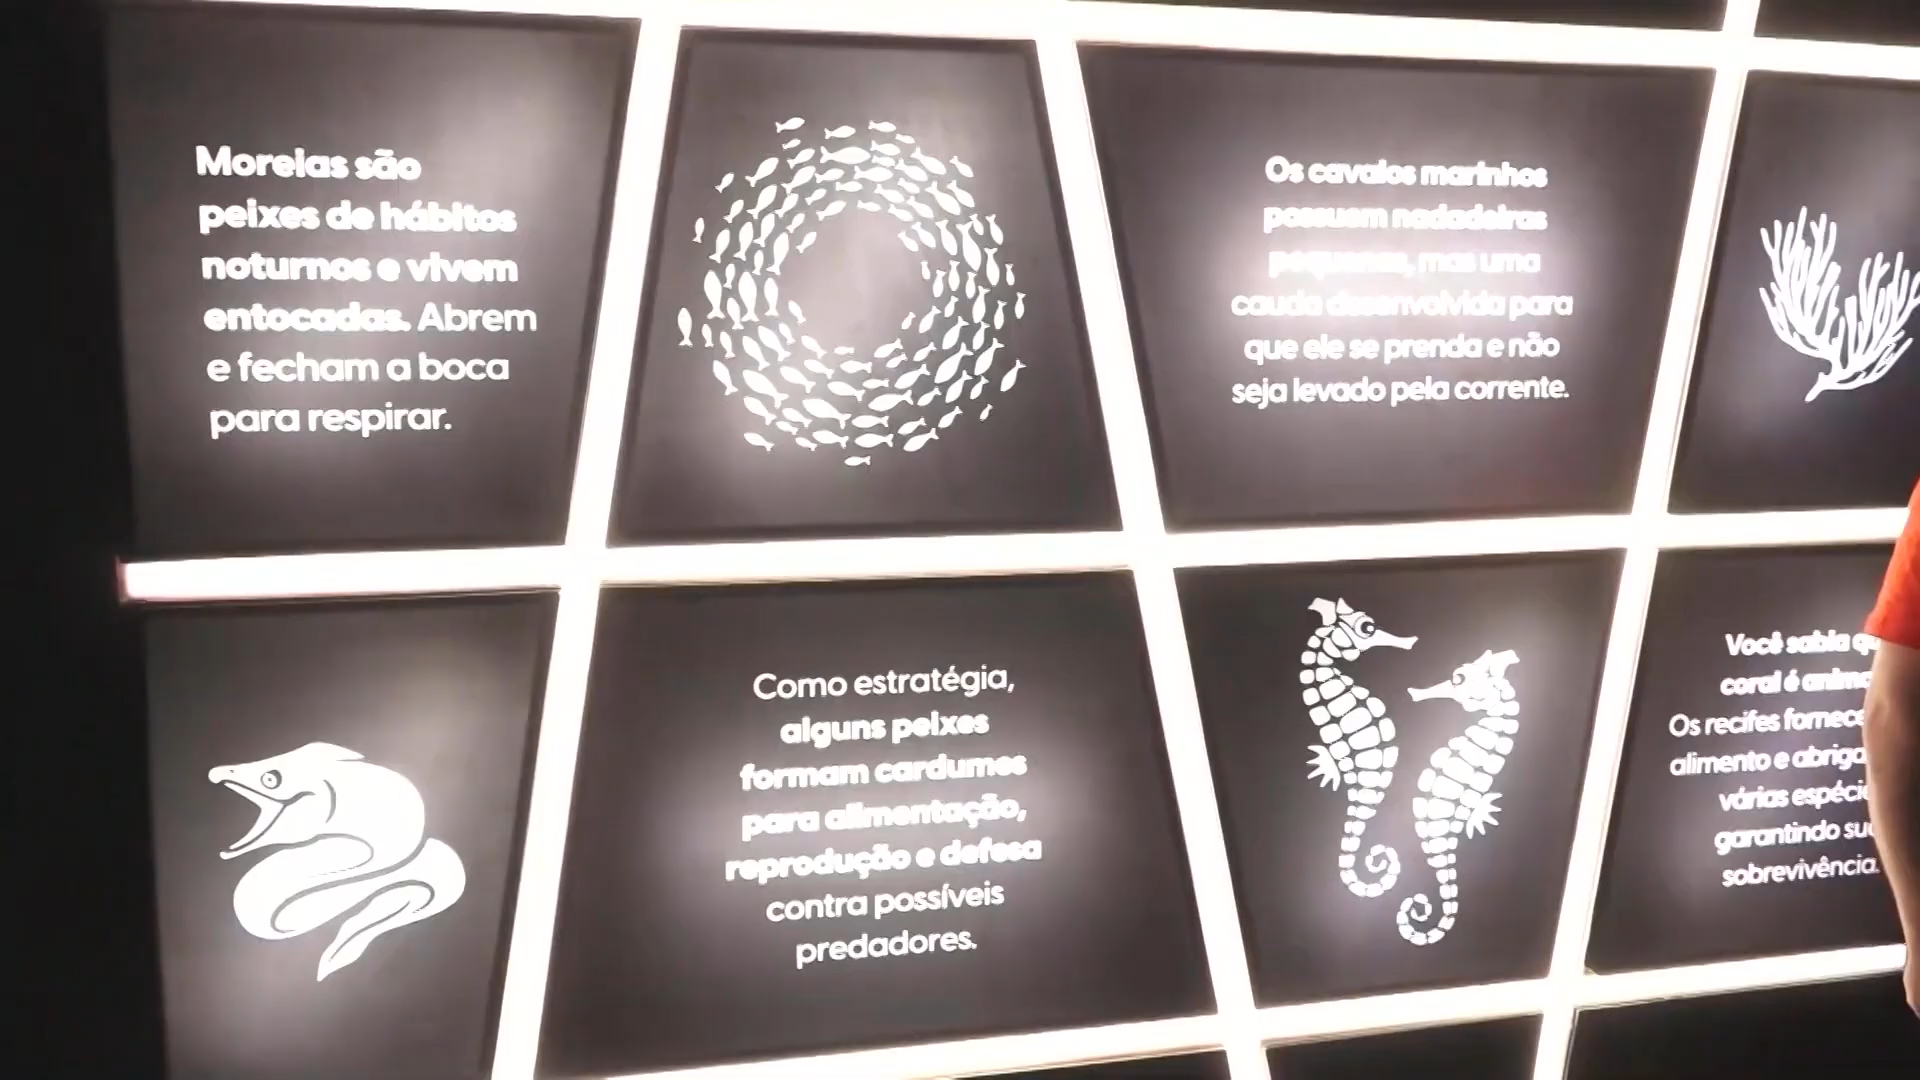 Moreias são
peixes de hábitos
noturnos e vivem
entocadas. Abrem
e fecham a boca
para respirar.
Os cavalos marinhos
possuem nadadeiras
pequenas, mas uma
cauda desenvolvida para
que ele se prenda e não
seja levado pela corrente.
Como estratégia,
alguns peixes
formam cardumes
para alimentação,
reprodução e defesa
contra possíveis
predadores.
Você sabia
coral é
Os recifes
alimento e
várias
garantindo
sobrevivência.